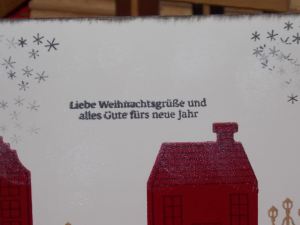 Liebe Weihnachtsgrüße und
alles Gute fürs neue Jahr